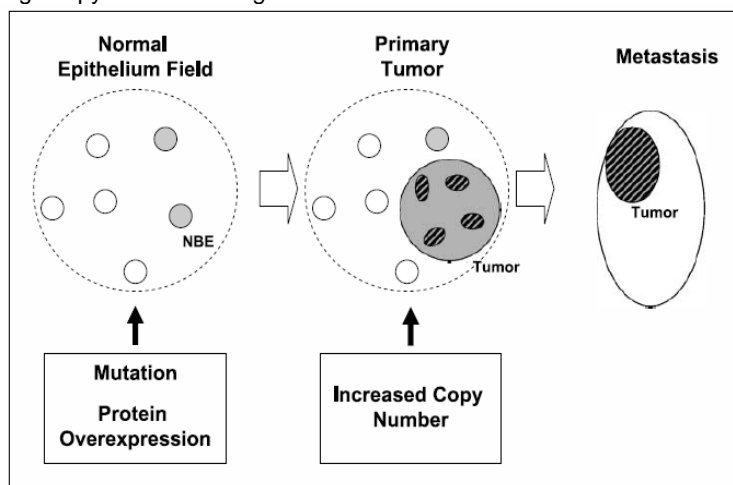 Normal
Epithelium Field
Primary
Tumor
Metastasis
NBE
Tumor
Tumor
Mutation
Protein
Overexpression
Increased Copy
Number